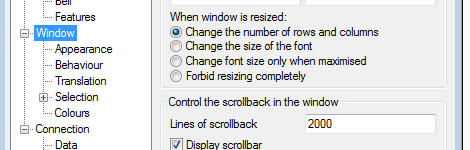 Bell
Features
Window
Appearance
Behaviour
Translation
Selection
Colours
Connection
Data
When window is resized:
Change the number of rows and columns
Change the size of the font
Change font size only when maximised
Forbid resizing completely
Control the scrollback in the window
Lines of scrollback
2000
Display scrollbar